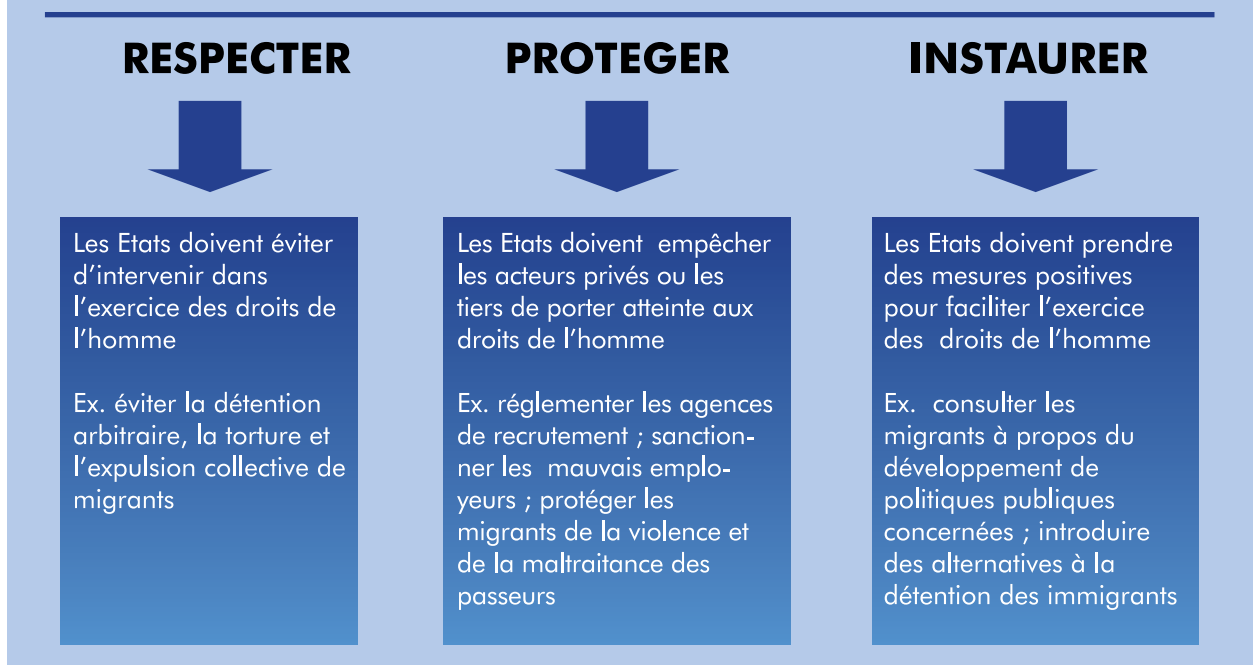 RESPECTER
PROTEGER
INSTAURER
Les Etats doivent éviter
d’intervenir dans
l’exercice des droits de
l’homme
Ex. éviter la détention
arbitraire, la torture et
l’expulsion collective de
migrants
Les Etats doivent empêcher
les acteurs privés ou les
tiers de porter atteinte aux
droits de l’homme
Ex. réglementer les agences
de recrutement ; sanction-
ner les mauvais emplo-
yeurs ; protéger les
migrants de la violence et
de la maltraitance des
passeurs
Les Etats doivent prendre
des mesures positives
pour faciliter l’exercice
des droits de l’homme
Ex. consulter les
migrants à propos du
développement de
politiques publiques
concernées ; introduire
des alternatives à la
détention des immigrants